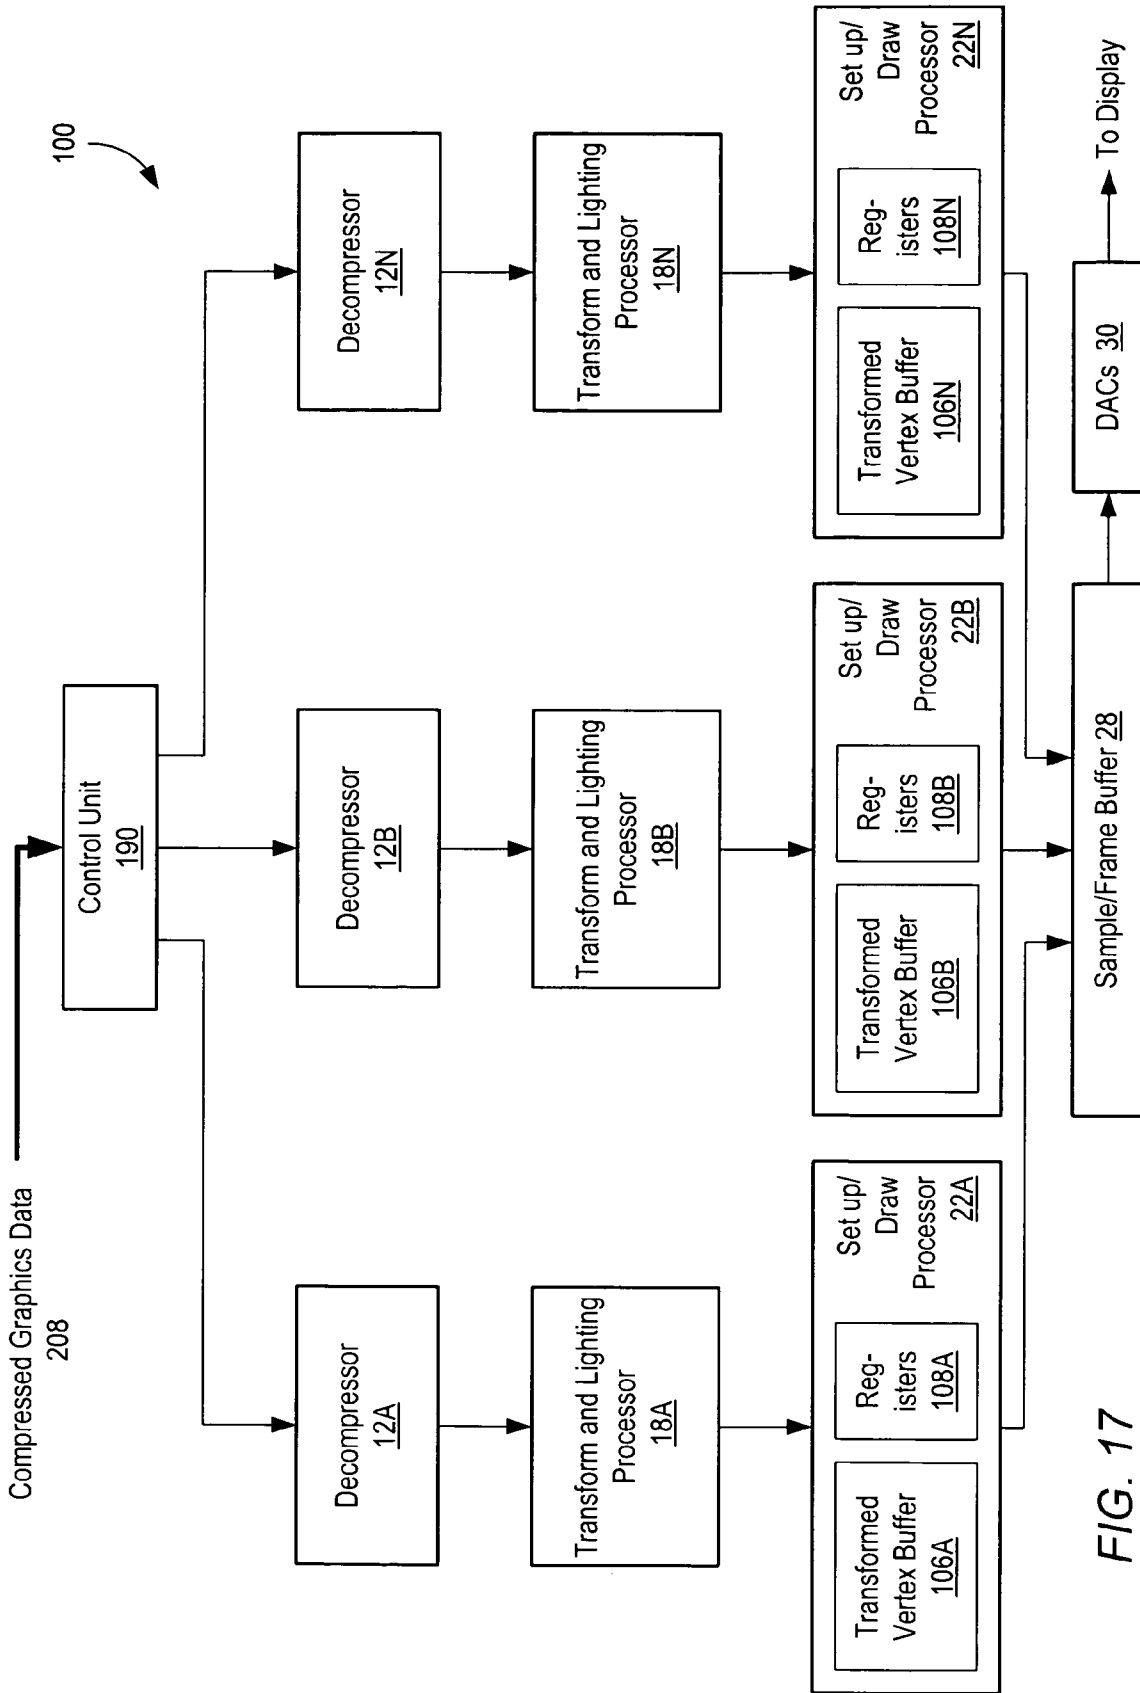 Compressed Graphics Data
208
100
Control Unit
190
Decompressor
12A
Decompressor
12B
Decompressor
12N
Transform and Lighting
Processor
18A
Transform and Lighting
Processor
18B
Transform and Lighting
Processor
18N
Set up/
Draw
Processor
22A
Transformed
Vertex Buffer
106A
Reg-
isters
108A
Set up/
Draw
Processor
22B
Transformed
Vertex Buffer
106B
Reg-
isters
108B
Set up/
Draw
Processor
22N
Transformed
Vertex Buffer
106N
Reg-
isters
108N
Sample/Frame Buffer 28
DACs 30
To Display
FIG. 17